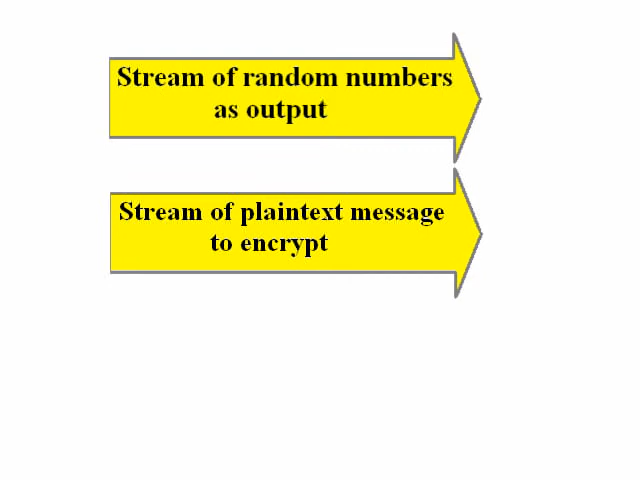 Stream of random numbers
as output
Stream of plaintext message
to encrypt